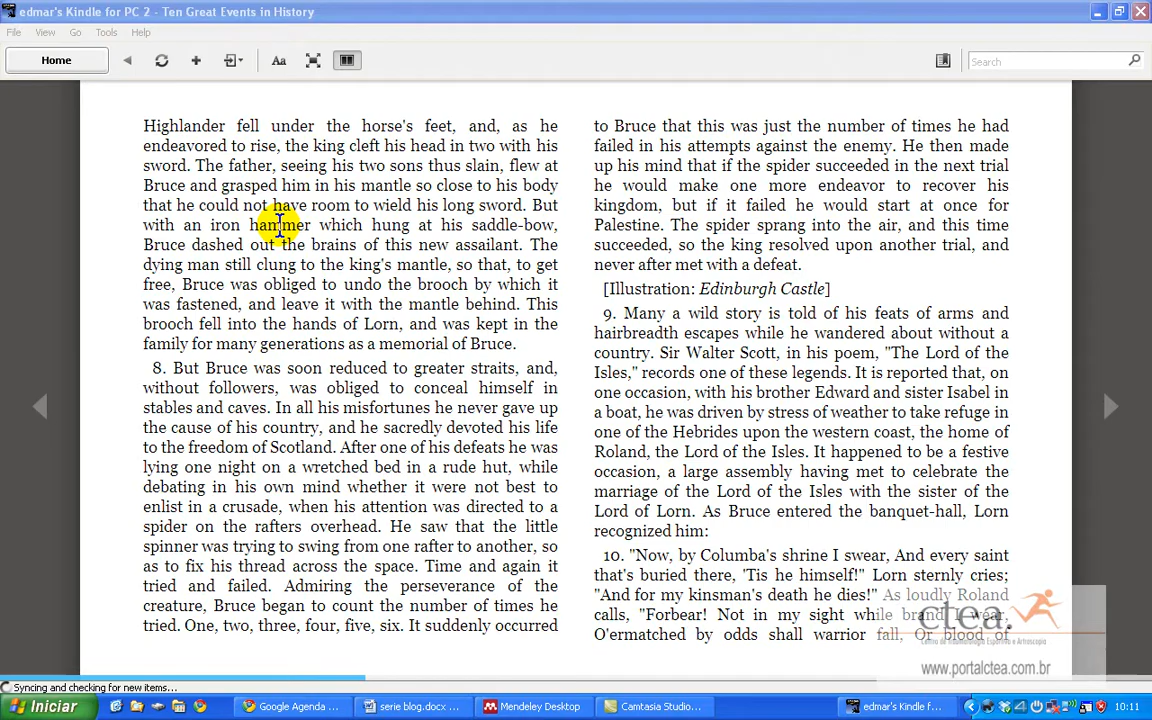 edmar's Kindle for PC 2 - Ten Great Events in History
File View Go Tools Help
Home
Aa
Search
Highlander fell under the horse's feet, and, as he
endeavored to rise, the king cleft his head in two with his
sword. The father, seeing his two sons thus slain, flew at
Bruce and grasped him in his mantle so close to his body
that he could not have room to wield his long sword. But
with an iron hammer which hung at his saddle-bow,
Bruce dashed out the brains of this new assailant. The
dying man still clung to the king's mantle, so that, to get
free, Bruce was obliged to undo the brooch by which it
was fastened, and leave it with the mantle behind. This
brooch fell into the hands of Lorn, and was kept in the
family for many generations as a memorial of Bruce.
8. But Bruce was soon reduced to greater straits, and,
without followers, was obliged to conceal himself in
stables and caves. In all his misfortunes he never gave up
the cause of his country, and he sacredly devoted his life
to the freedom of Scotland. After one of his defeats he was
lying one night on a wretched bed in a rude hut, while
debating in his own mind whether it were not best to
enlist in a crusade, when his attention was directed to a
spider on the rafters overhead. He saw that the little
spinner was trying to swing from one rafter to another, so
as to fix his thread across the space. Time and again it
tried and failed. Admiring the perseverance of the
creature, Bruce began to count the number of times he
tried. One, two, three, four, five, six. It suddenly occurred
to Bruce that this was just the number of times he had
failed in his attempts against the enemy. He then made
up his mind that if the spider succeeded in the next trial
he would make one more endeavor to recover his
kingdom, but if it failed he would start at once for
Palestine. The spider sprang into the air, and this time
succeeded, so the king resolved upon another trial, and
never after met with a defeat.
[Illustration: Edinburgh Castle]
9. Many a wild story is told of his feats of arms and
hairbreadth escapes while he wandered about without a
country. Sir Walter Scott, in his poem, "The Lord of the
Isles," records one of these legends. It is reported that, on
one occasion, with his brother Edward and sister Isabel in
a boat, he was driven by stress of weather to take refuge in
one of the Hebrides upon the western coast, the home of
Roland, the Lord of the Isles. It happened to be a festive
occasion, a large assembly having met to celebrate the
marriage of the Lord of the Isles with the sister of the
Lord of Lorn. As Bruce entered the banquet-hall, Lorn
recognized him:
10. "Now, by Columba's shrine I swear, And every saint
that's buried there, 'Tis he himself!" Lorn sternly cries;
"And for my kinsman's death he dies!" As loudly Roland
calls, "Forbear! Not in my sight while brand I wear,
O'ermatched by odds shall warrior fall, Or blood of
ctea.
Centro de Traumatologia Esportiva e Artroscopia
www.portalctea.com.br
Syncing and checking for new items...
Iniciar
Google Agenda ...
serie blog.docx ...
Mendeley Desktop
Camtasia Studio...
edmar's Kindle f...
10:11